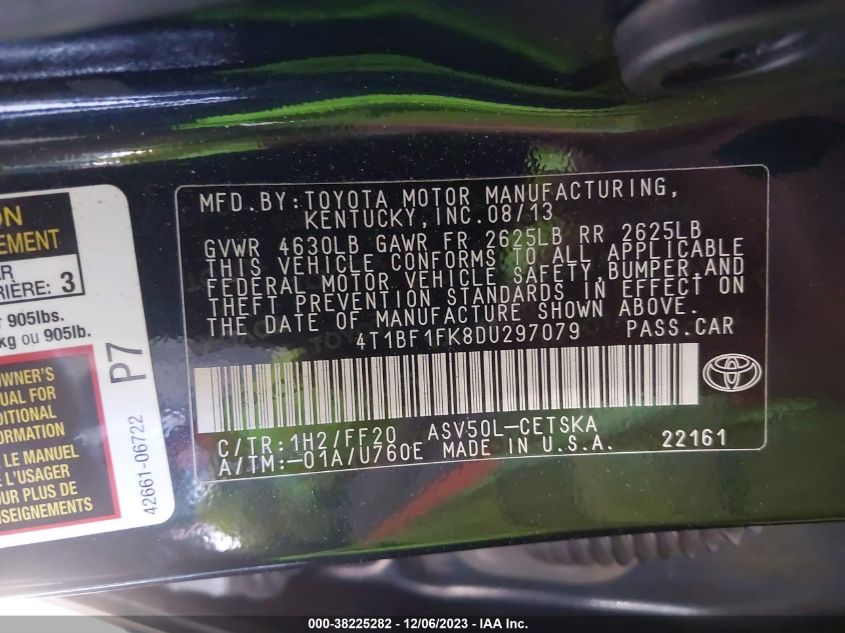 ON
EMENT
AR
RIÈRE: 3
905lbs.
kg ou 905lb.
OWNER'S
UAL FOR
DITIONAL
ORMATION
LE MANUEL
E L'USAGER
PLUS DE
SEIGNEMENTS
P7
42661-06722
MFD.BY:TOYOTA MOTOR MANUFACTURING,
KENTUCKY,INC.08/13
GVWR 4630LB GAWR FR 2625LB RR 2625LB
THIS VEHICLE CONFORMS TO ALL APPLICABLE
FEDERAL MOTOR VEHICLE SAFETY,BUMPER,AND
THEFT PREVENTION STANDARDS IN EFFECT ON
THE DATE OF MANUFACTURE SHOWN ABOVE.
4T1BF1FK8DU297079 PASS.CAR
C/TR:1H2/FF20 ASV50L-CETSKA
A/TM:-01A/U760E MADE IN U.S.A. 22161
000-38225282 - 12/06/2023 - IAA Inc.